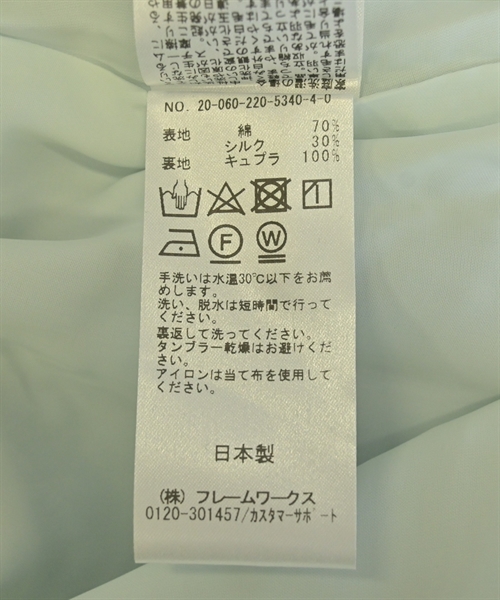 NO. 20-060-220-5340-4-0
表地 綿 70%
シルク 30%
裏地 キュプラ 100%
F W
手洗いは水温30℃以下をお薦
めします。
洗い、脱水は短時間で行って
ください。
裏返して洗ってください。
タンブラー乾燥はお避けくだ
さい。
アイロンは当て布を使用して
ください。
日本製
(株) フレームワークス
0120-301457/カスタマーサポート